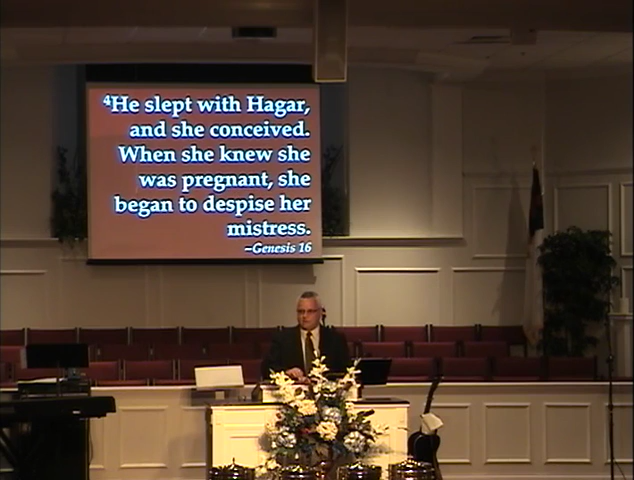 ⁴He slept with Hagar,
and she conceived.
When she knew she
was pregnant, she
began to despise her
mistress.
–Genesis 16